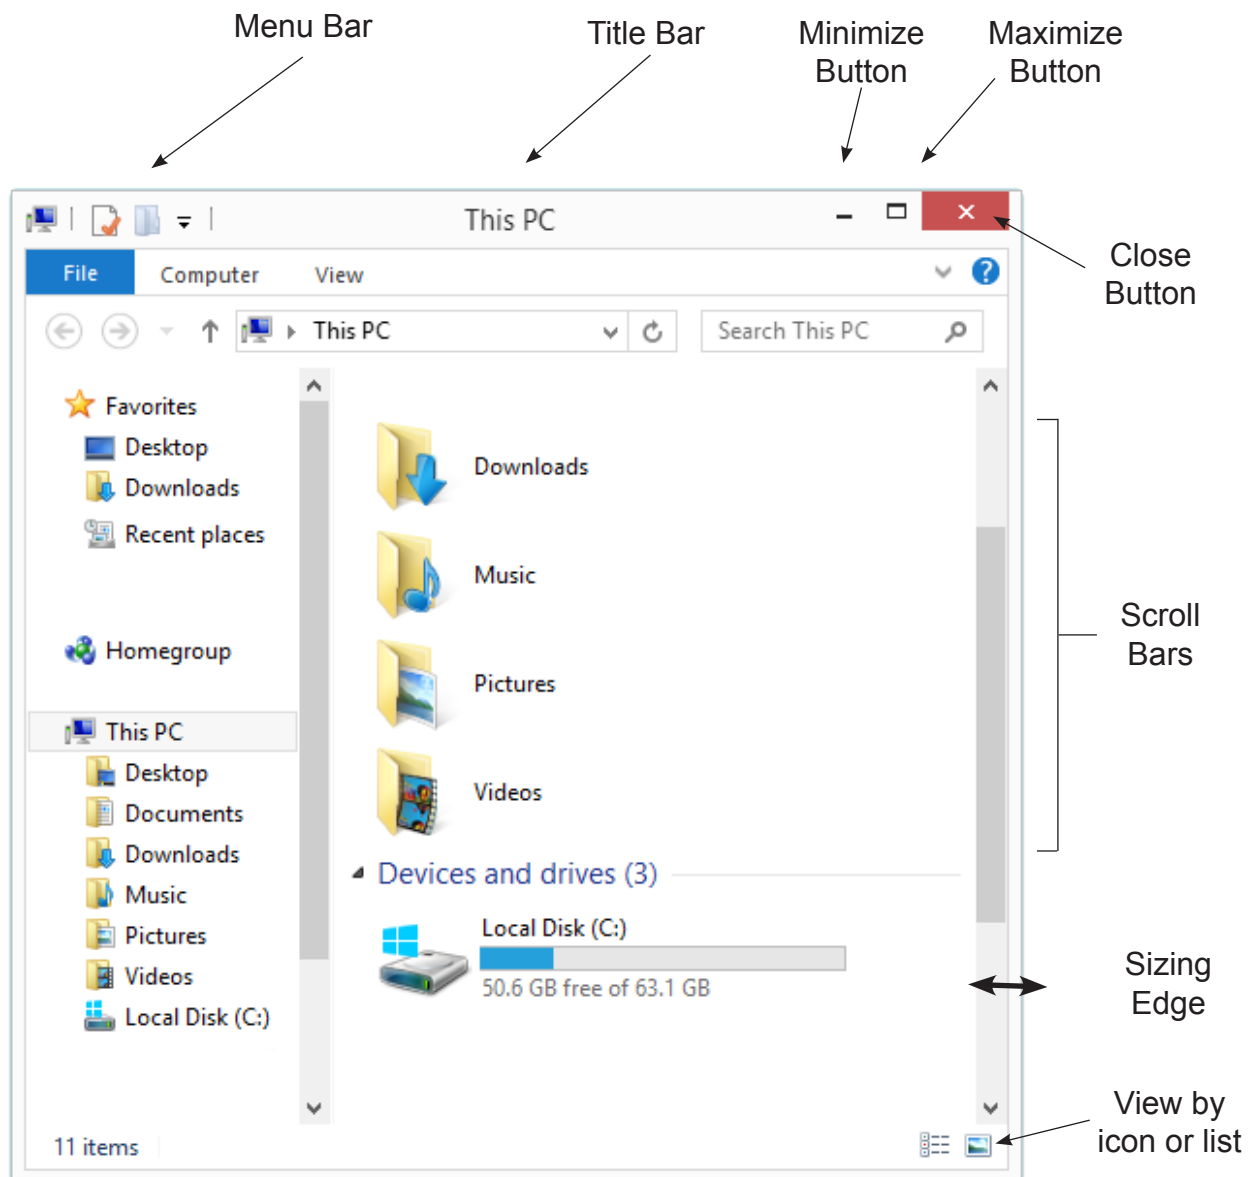 Menu Bar
Title Bar
Minimize
Button
Maximize
Button
This PC
Close
Button
File
Computer
View
This PC
Search This PC
Favorites
Desktop
Downloads
Recent places
Homegroup
This PC
Desktop
Documents
Downloads
Music
Pictures
Videos
Local Disk (C:)
Downloads
Music
Pictures
Videos
Devices and drives (3)
Local Disk (C:)
50.6 GB free of 63.1 GB
Scroll
Bars
Sizing
Edge
View by
icon or list
11 items